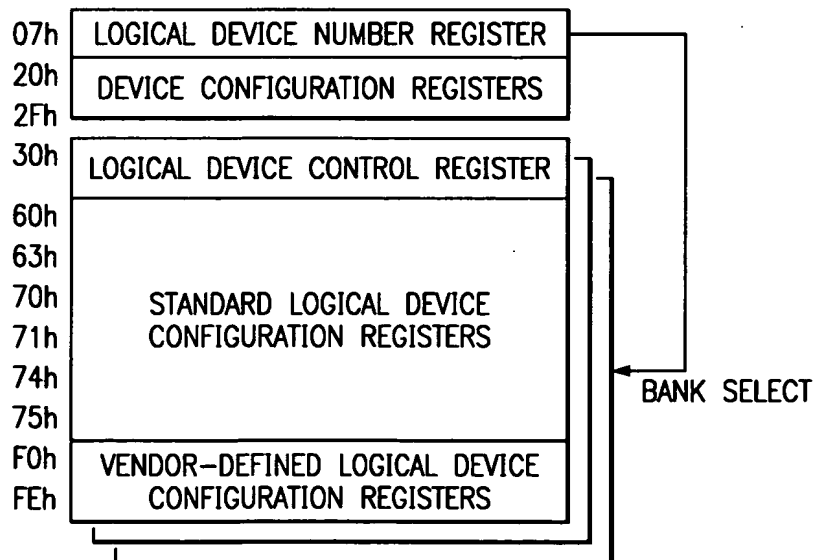 07h LOGICAL DEVICE NUMBER REGISTER
20h
DEVICE CONFIGURATION REGISTERS
2Fh
30h LOGICAL DEVICE CONTROL REGISTER
60h
63h
70h STANDARD LOGICAL DEVICE
71h CONFIGURATION REGISTERS
74h
BANK SELECT
75h
F0h VENDOR-DEFINED LOGICAL DEVICE
FEh CONFIGURATION REGISTERS